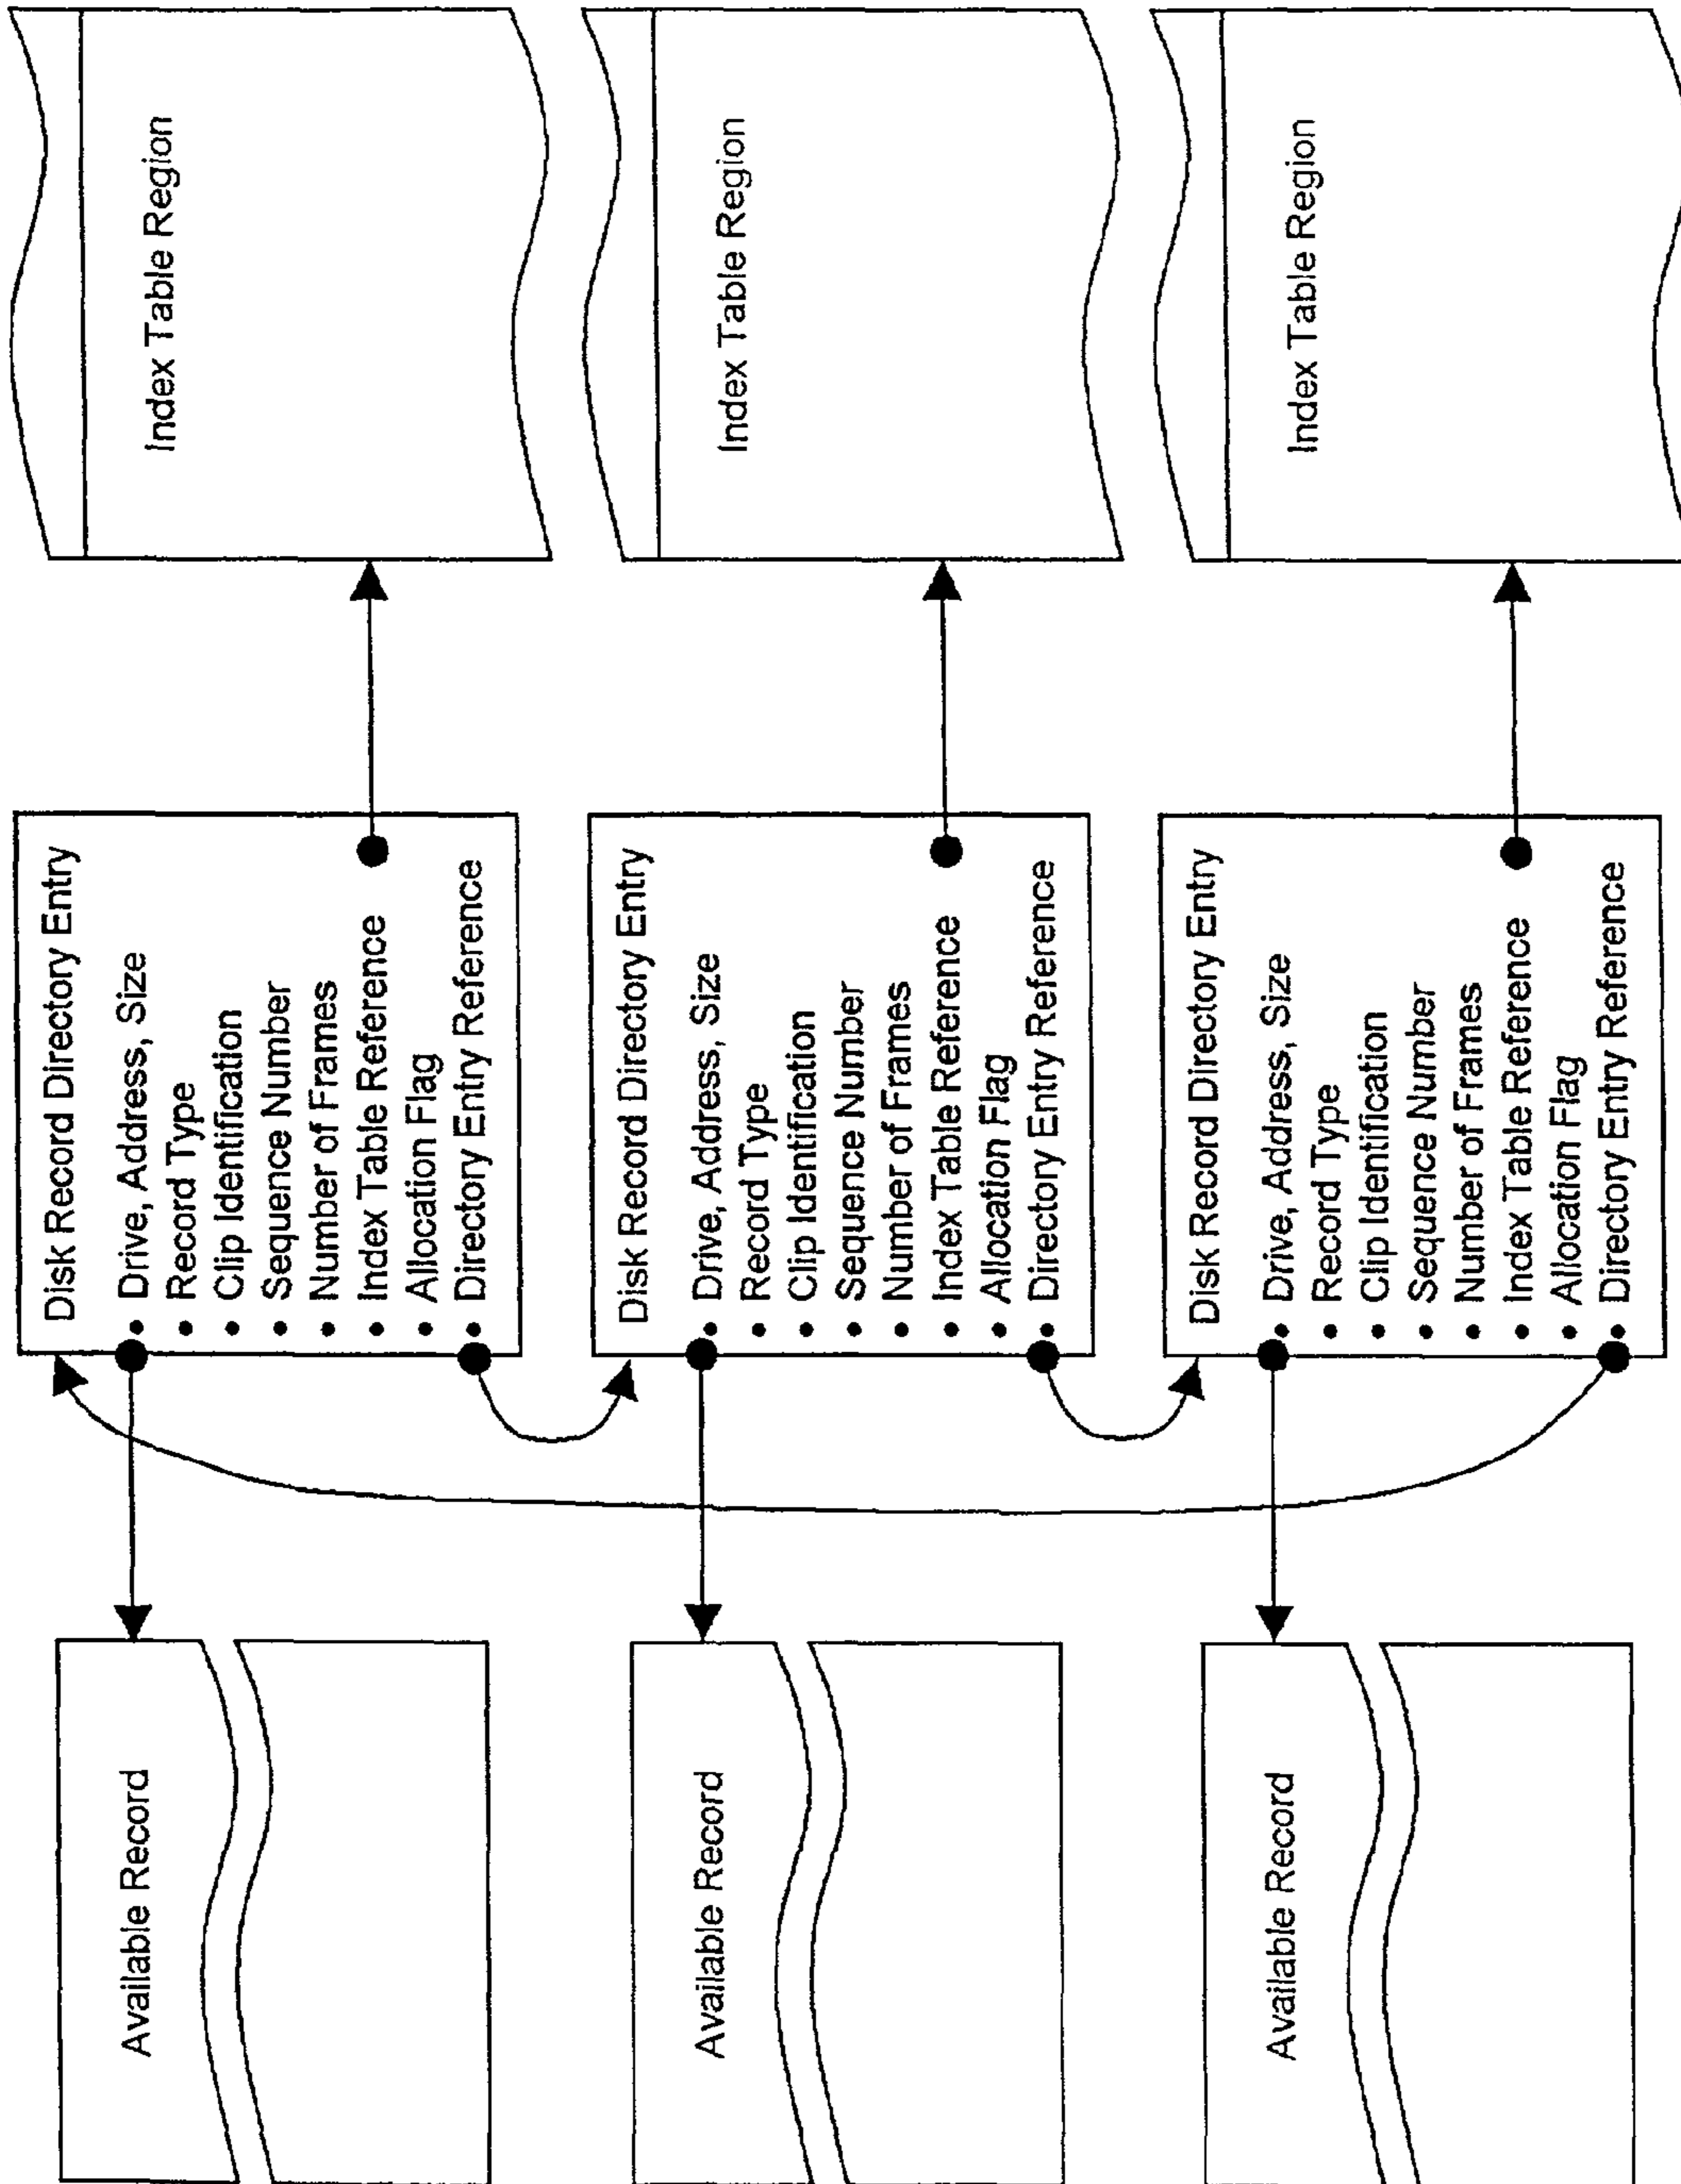 Available Record
Disk Record Directory Entry
• Drive, Address, Size
• Record Type
• Clip Identification
• Sequence Number
• Number of Frames
• Index Table Reference
• Allocation Flag
• Directory Entry Reference
Index Table Region
Available Record
Disk Record Directory Entry
• Drive, Address, Size
• Record Type
• Clip Identification
• Sequence Number
• Number of Frames
• Index Table Reference
• Allocation Flag
• Directory Entry Reference
Index Table Region
Available Record
Disk Record Directory Entry
• Drive, Address, Size
• Record Type
• Clip Identification
• Sequence Number
• Number of Frames
• Index Table Reference
• Allocation Flag
• Directory Entry Reference
Index Table Region